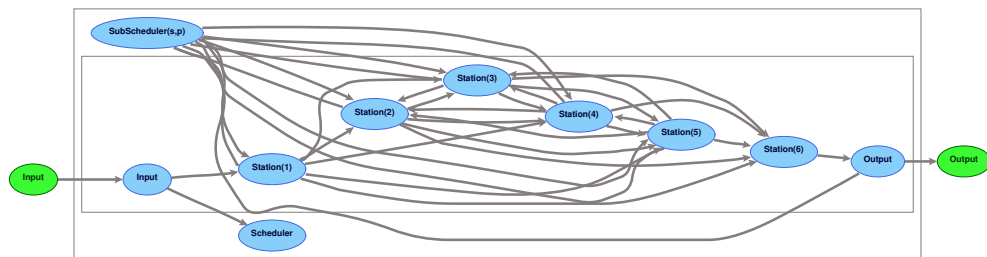 SubScheduler(s,p)
Station(3)
Station(2)
Station(4)
Station(5)
Station(6)
Output
Output
Station(1)
Input
Input
Scheduler